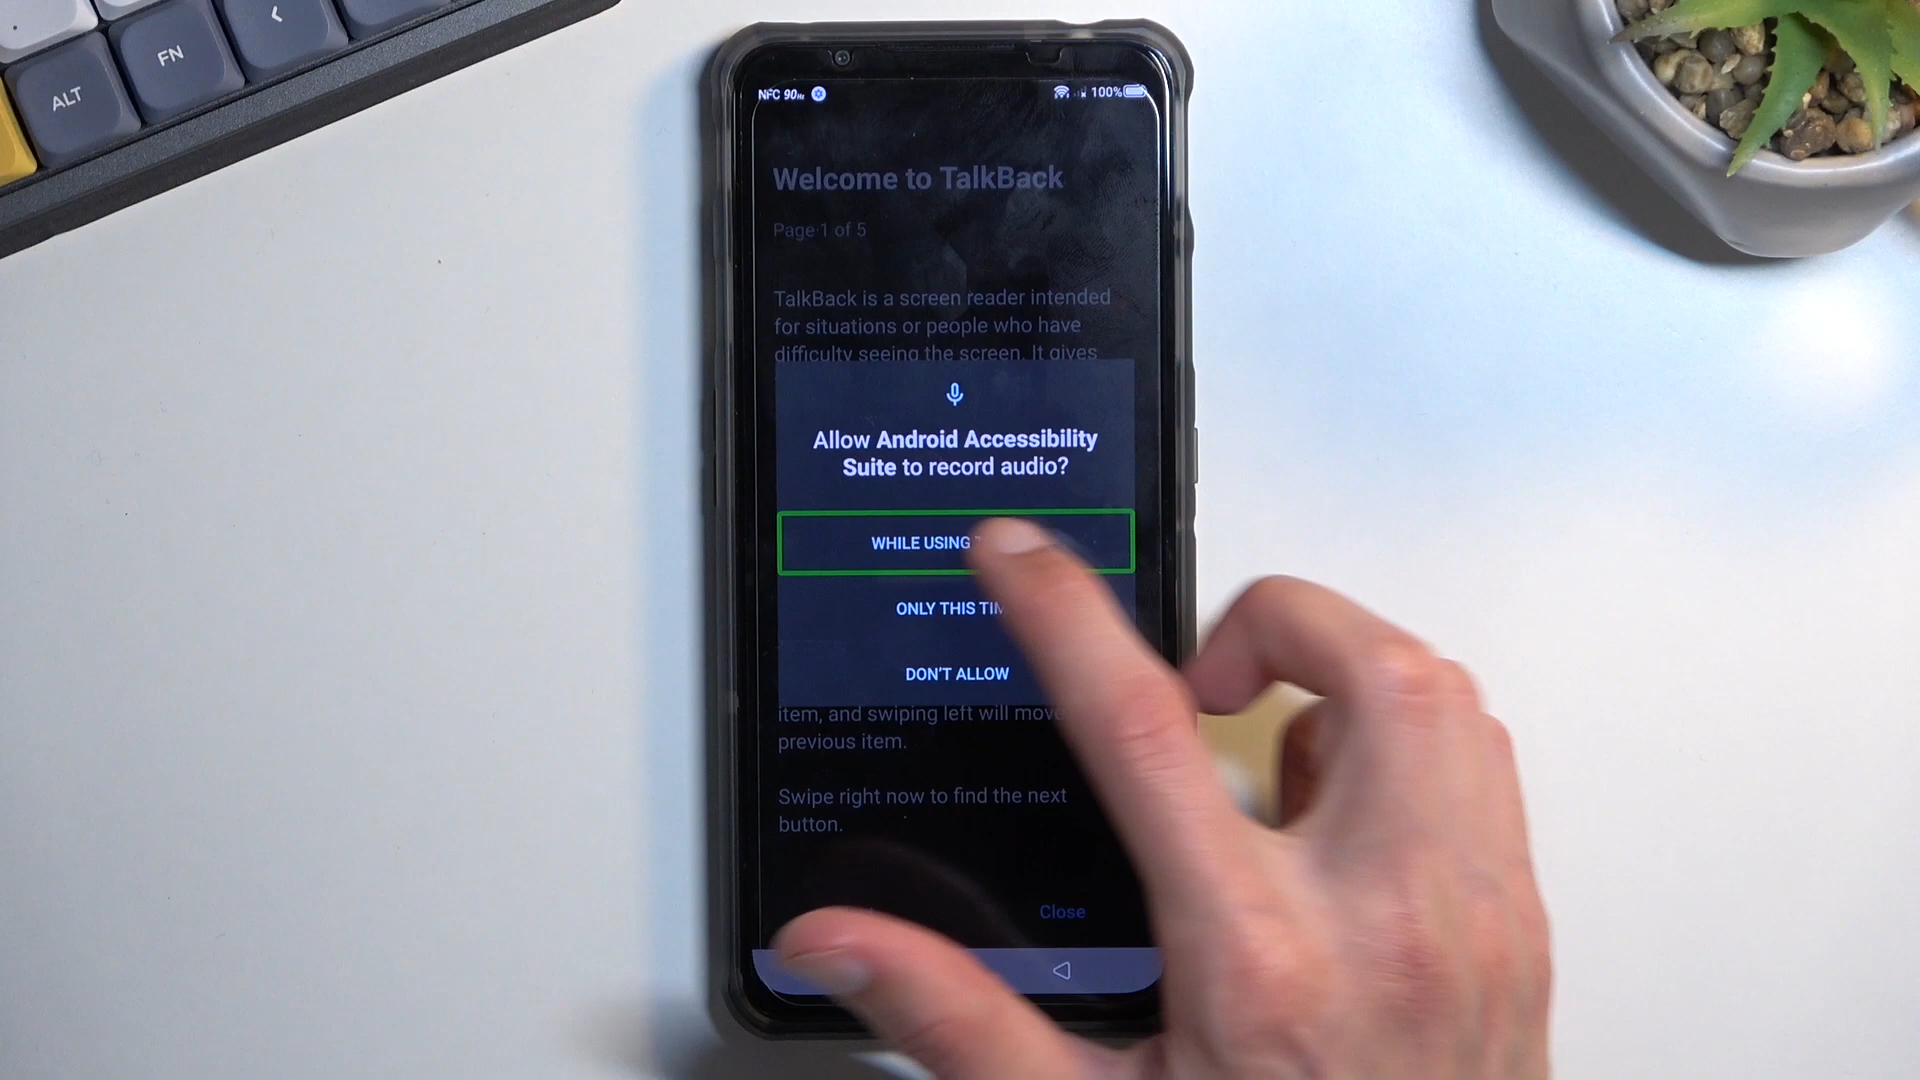 ALT
FN
<
NFC 90Hz
100%
Welcome to TalkBack
Page 1 of 5
TalkBack is a screen reader intended
for situations or people who have
difficulty seeing the screen. It gives
Allow Android Accessibility
Suite to record audio?
WHILE USING
ONLY THIS
DON'T ALLOW
item, and swiping left will move
previous item.
Swipe right now to find the next
button.
Close